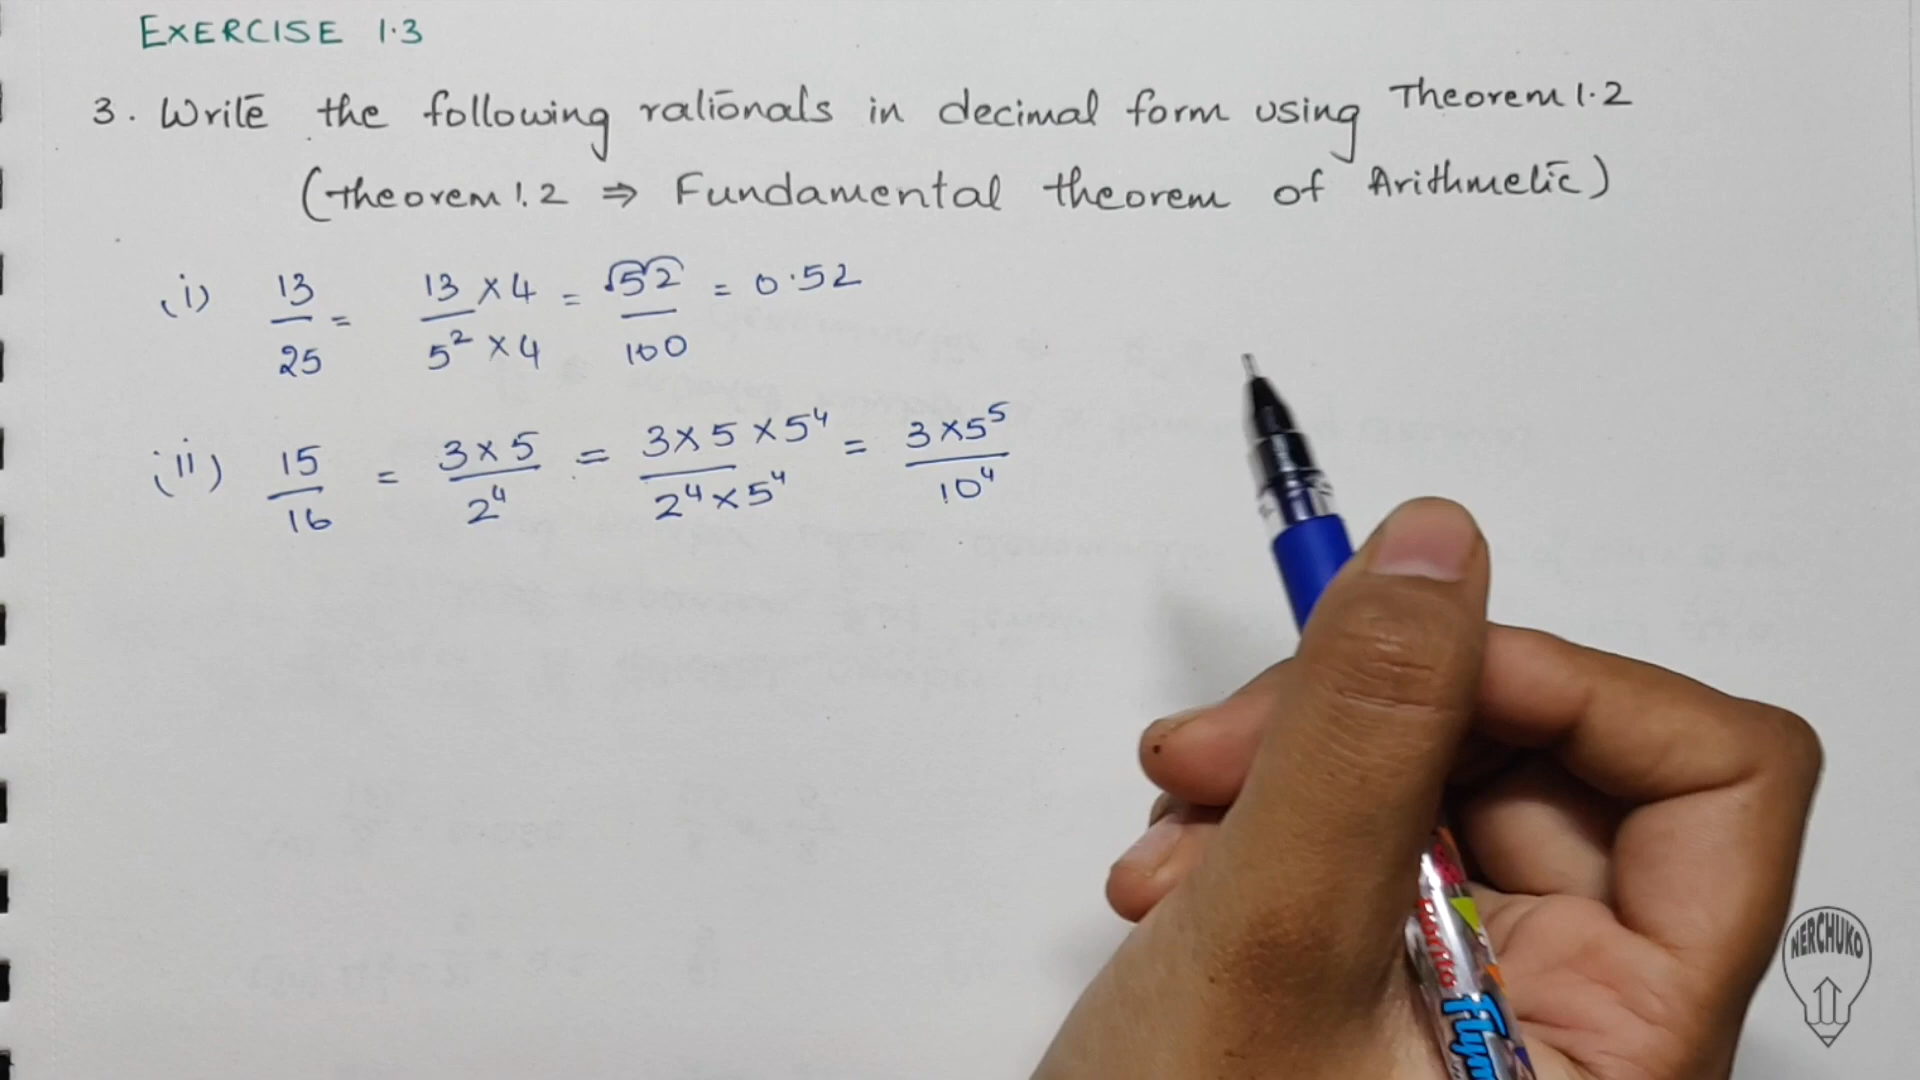 EXERCISE 1.3
3. Write the following rationals in decimal form using Theorem 1.2
(Theorem 1.2 ⇒ Fundamental theorem of Arithmetic)
(i) 13/25 = 13×4/5²×4 = 52/100 = 0.52
(ii) 15/16 = 3×5/2⁴ = 3×5×5⁴/2⁴×5⁴ = 3×5⁵/10⁴
NERCHUKO